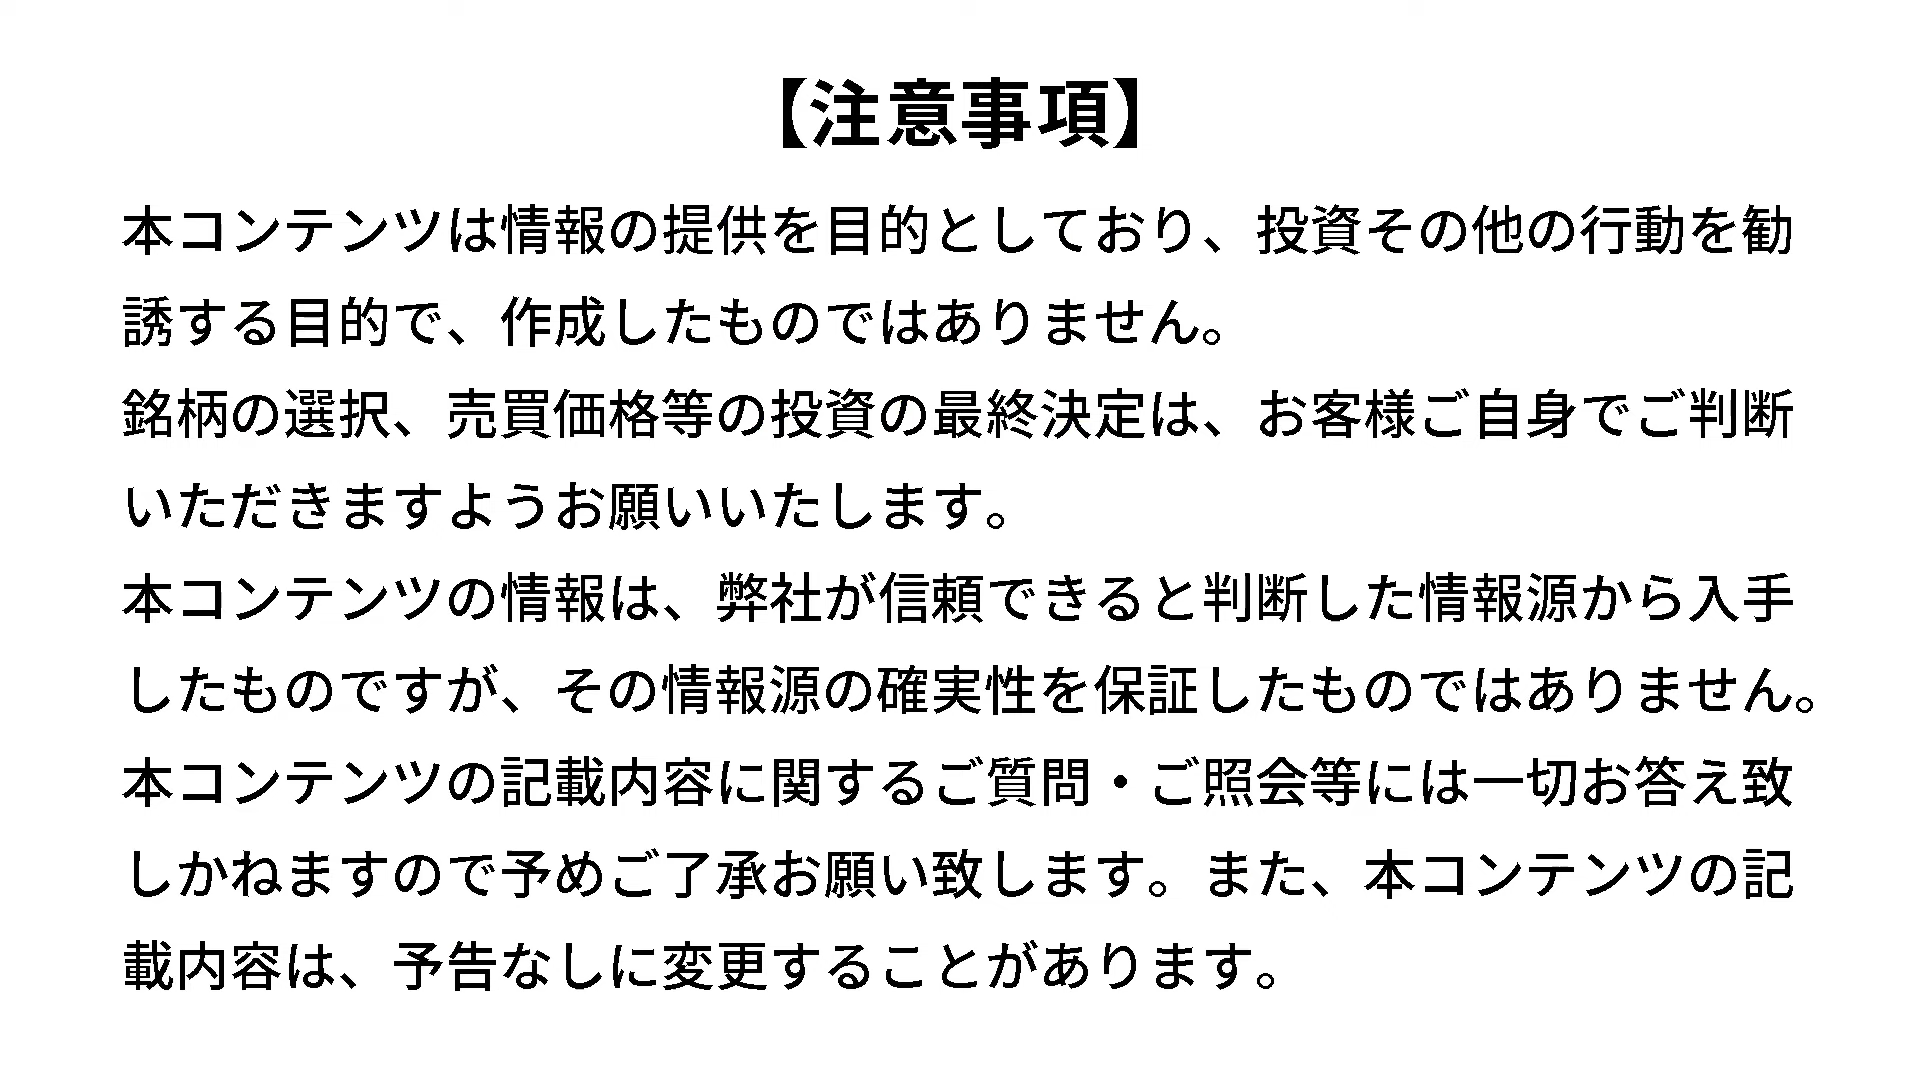 【注意事項】
本コンテンツは情報の提供を目的としており、投資その他の行動を勧
誘する目的で、作成したものではありません。
銘柄の選択、売買価格等の投資の最終決定は、お客様ご自身でご判断
いただきますようお願いいたします。
本コンテンツの情報は、弊社が信頼できると判断した情報源から入手
したものですが、その情報源の確実性を保証したものではありません。
本コンテンツの記載内容に関するご質問・ご照会等には一切お答え致
しかねますので予めご了承お願い致します。また、本コンテンツの記
載内容は、予告なしに変更することがあります。